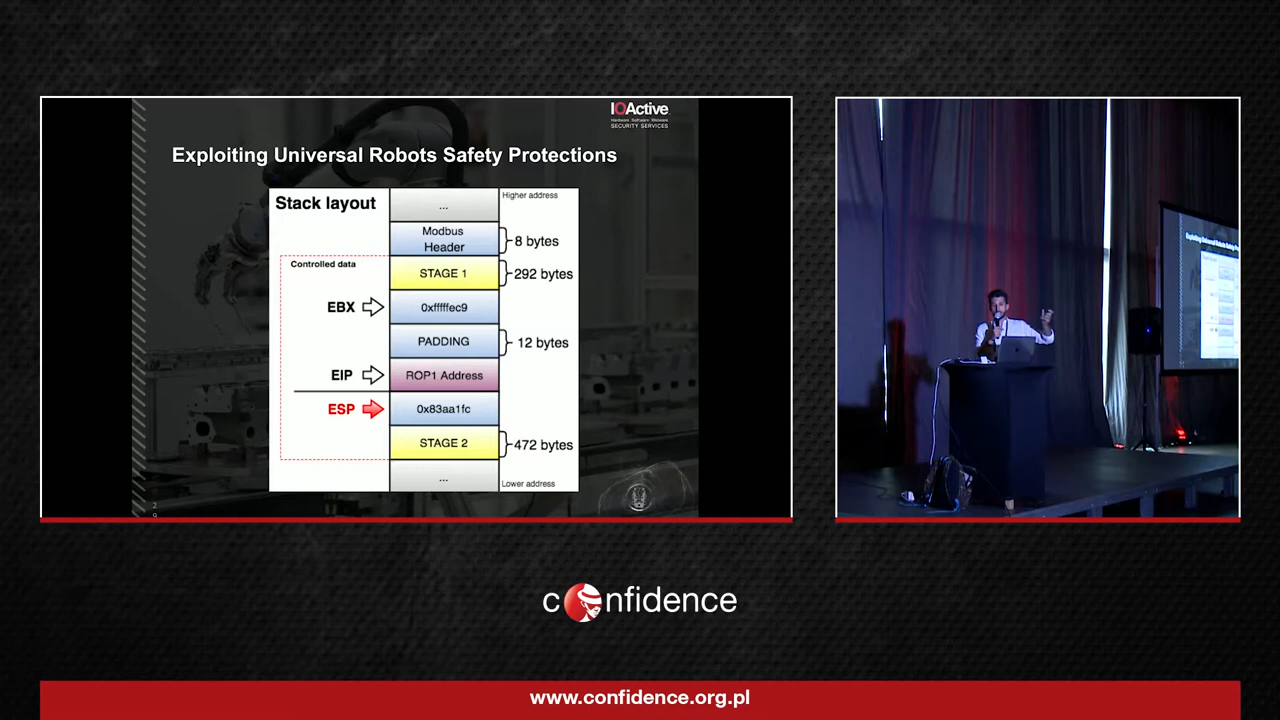 IOActive
Hardware Software Wetware
SECURITY SERVICES
Exploiting Universal Robots Safety Protections
Stack layout
Higher address
...
Modbus
Header
8 bytes
Controlled data
STAGE 1
292 bytes
EBX
0xfffffec9
PADDING
12 bytes
EIP
ROP1 Address
ESP
0x83aa1fc
STAGE 2
472 bytes
...
Lower address
2
9
confidence
www.confidence.org.pl